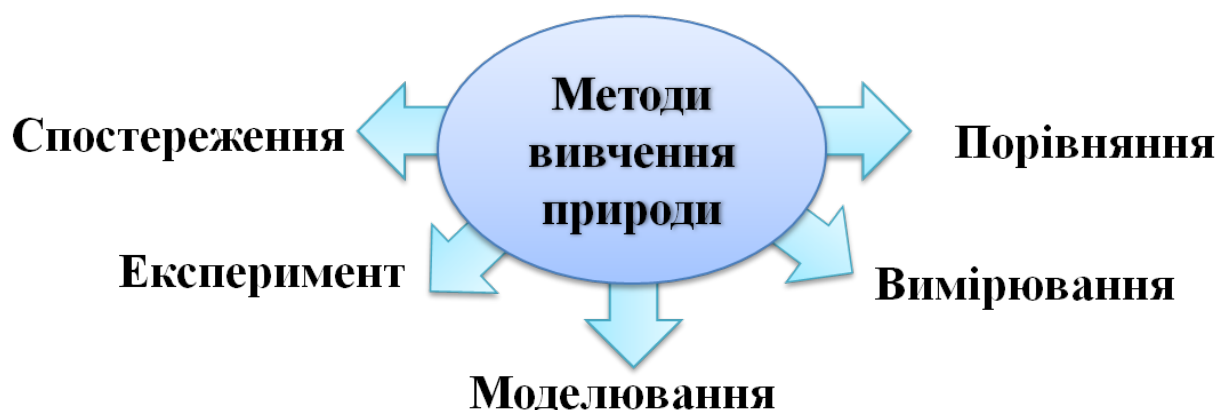 Методи
вивчення
природи
Спостереження
Порівняння
Експеримент
Вимірювання
Моделювання